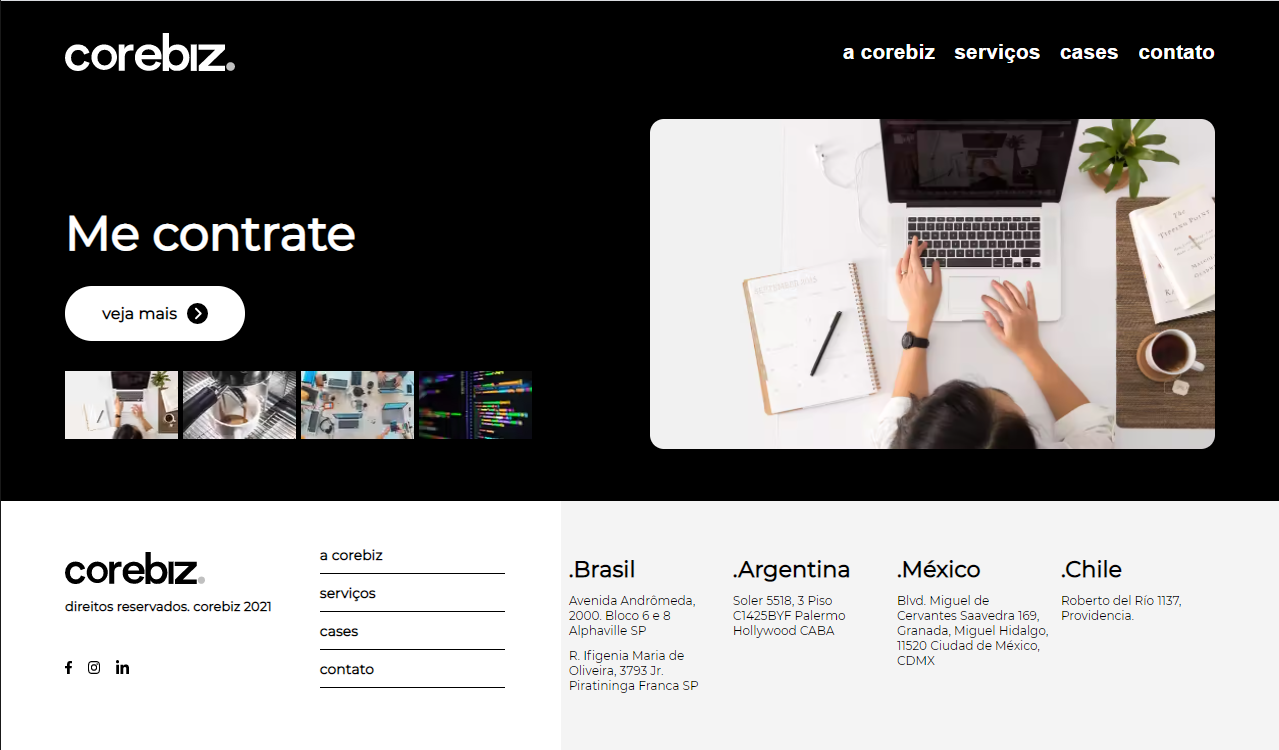 corebiz.
a corebiz serviços cases contato
Me contrate
veja mais
The
TIPPING POINT
corebiz.
direitos reservados. corebiz 2021
a corebiz
serviços
cases
contato
.Brasil
Avenida Andrômeda,
2000. Bloco 6 e 8
Alphaville SP
R. Ifigenia Maria de
Oliveira, 3793 Jr.
Piratininga Franca SP
.Argentina
Soler 5518, 3 Piso
C1425BYF Palermo
Hollywood CABA
.México
Blvd. Miguel de
Cervantes Saavedra 169,
Granada, Miguel Hidalgo,
11520 Ciudad de México,
CDMX
.Chile
Roberto del Río 1137,
Providencia.